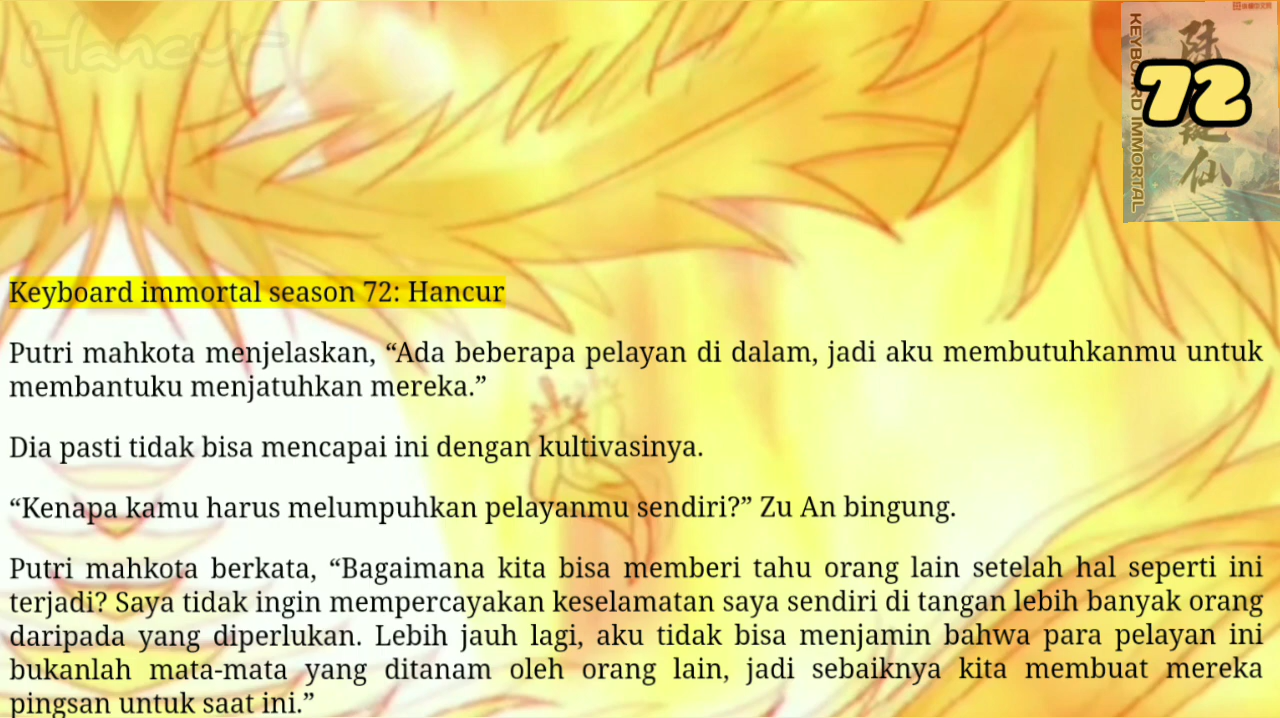 Hancur
72
KEYBOARD IMMORTAL
Keyboard immortal season 72: Hancur
Putri mahkota menjelaskan, “Ada beberapa pelayan di dalam, jadi aku membutuhkanmu untuk
membantuku menjatuhkan mereka.”
Dia pasti tidak bisa mencapai ini dengan kultivasinya.
“Kenapa kamu harus melumpuhkan pelayanmu sendiri?” Zu An bingung.
Putri mahkota berkata, “Bagaimana kita bisa memberi tahu orang lain setelah hal seperti ini
terjadi? Saya tidak ingin mempercayakan keselamatan saya sendiri di tangan lebih banyak orang
daripada yang diperlukan. Lebih jauh lagi, aku tidak bisa menjamin bahwa para pelayan ini
bukanlah mata-mata yang ditanam oleh orang lain, jadi sebaiknya kita membuat mereka
pingsan untuk saat ini.”